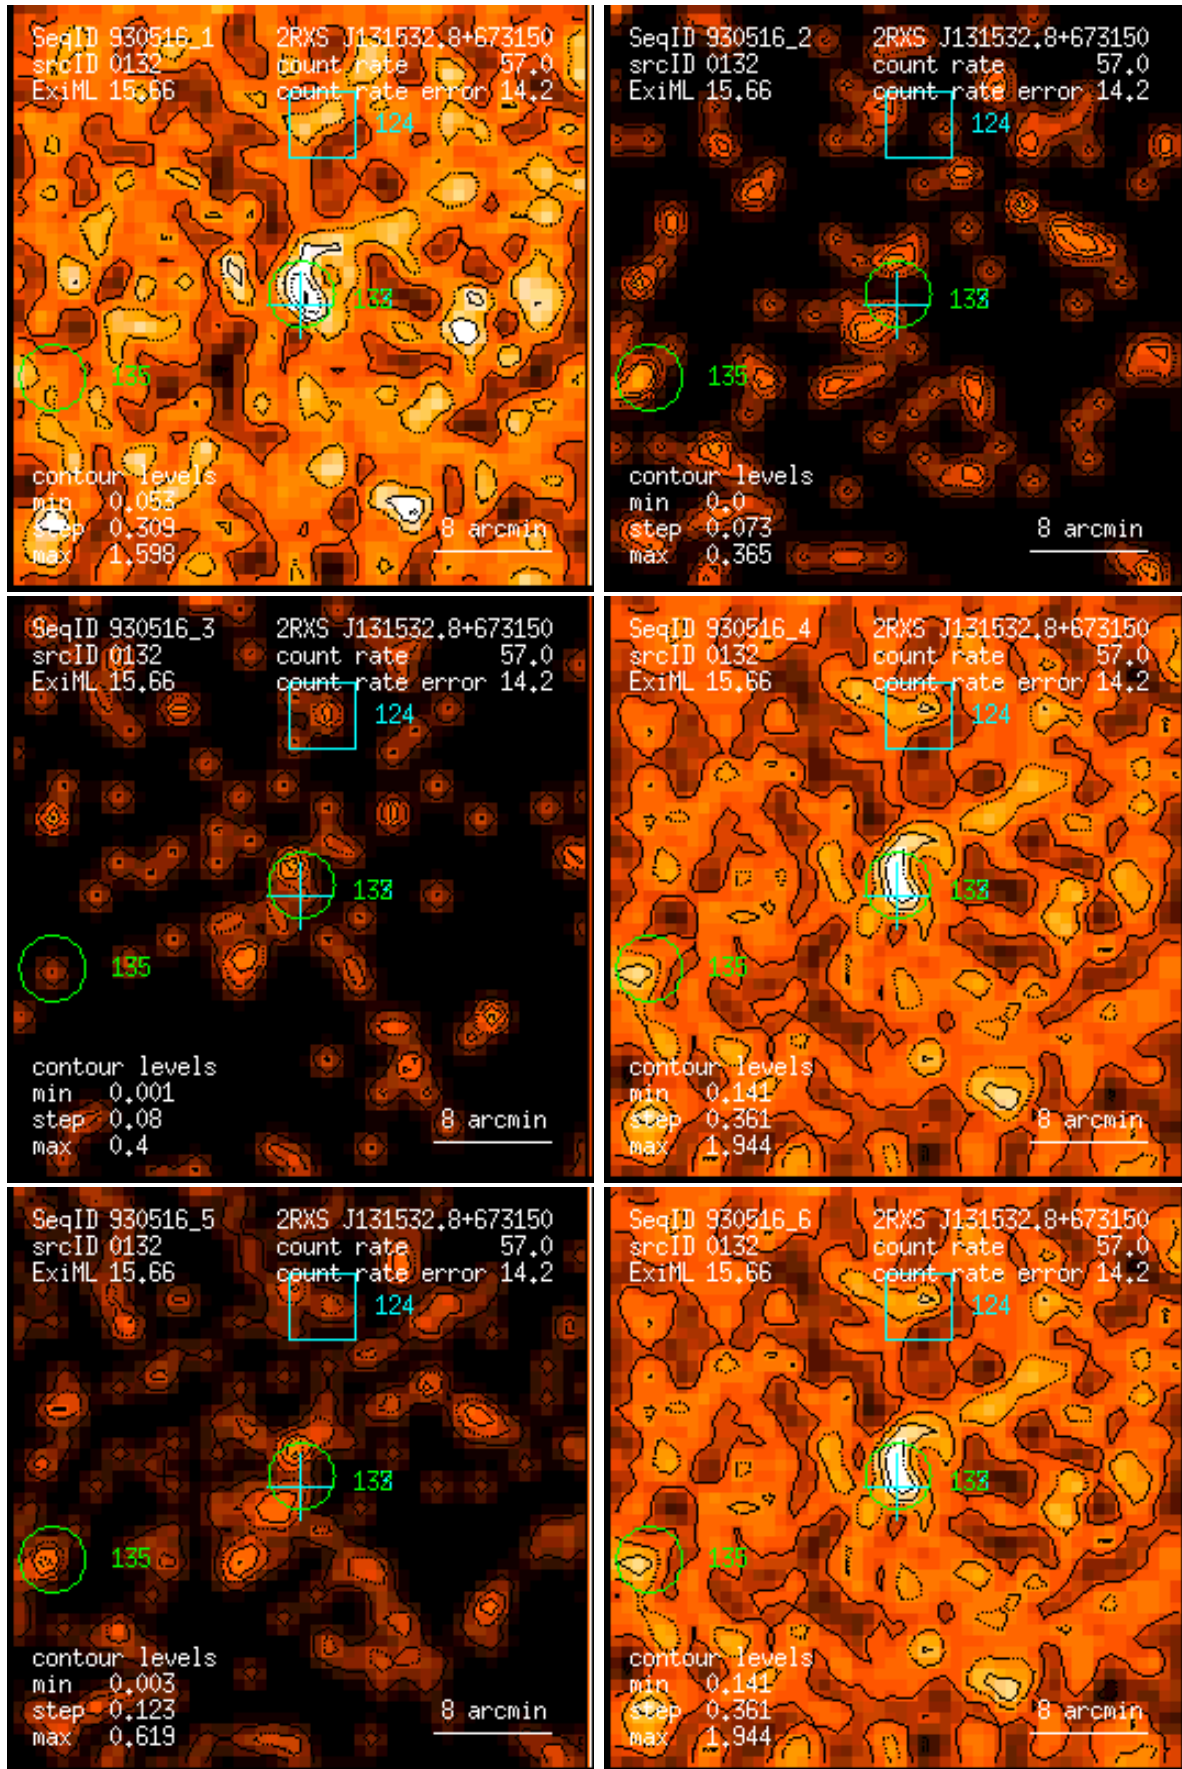 SeqID 930516_1 2RXS J131532.8+673150
srcID 0132 count rate 57.0
ExiML 15.66 count rate error 14.2
124
135
contour levels
min 0.053
step 0.309 8 arcmin
max 1.598
SeqID 930516_2 2RXS J131532.8+673150
srcID 0132 count rate 57.0
ExiML 15.66 count rate error 14.2
124
135
contour levels
min 0.0
step 0.073 8 arcmin
max 0.365
SeqID 930516_3 2RXS J131532.8+673150
srcID 0132 count rate 57.0
ExiML 15.66 count rate error 14.2
124
135
contour levels
min 0.001
step 0.08 8 arcmin
max 0.4
SeqID 930516_4 2RXS J131532.8+673150
srcID 0132 count rate 57.0
ExiML 15.66 count rate error 14.2
124
135
contour levels
min 0.141
step 0.361 8 arcmin
max 1.944
SeqID 930516_5 2RXS J131532.8+673150
srcID 0132 count rate 57.0
ExiML 15.66 count rate error 14.2
124
135
contour levels
min 0.003
step 0.123 8 arcmin
max 0.619
SeqID 930516_6 2RXS J131532.8+673150
srcID 0132 count rate 57.0
ExiML 15.66 count rate error 14.2
124
135
contour levels
min 0.141
step 0.361 8 arcmin
max 1.944